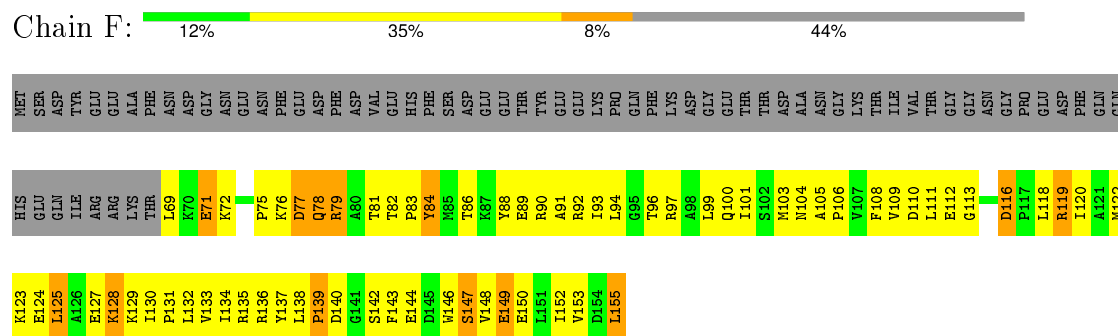 Chain F:
12% 35% 8% 44%
MET SER ASP TYR GLU GLU ALA PHE ASN ASP GLY ASN GLU ASN PHE GLU ASP PHE ASP VAL GLU HIS PHE SER ASP GLU GLU THR TYR GLU GLU LYS PRO GLN PHE LYS ASP GLY GLU THR THR ASP ALA ASN GLY LYS THR ILE VAL THR GLY GLY ASN GLY PRO GLU ASP PHE GLN GLN
HIS GLU GLN ILE ARG ARG LYS THR L69 K70 E71 K72 P75 K76 D77 Q78 R79 A80 T81 T82 P83 Y84 M85 T86 K87 Y88 E89 R90 A91 R92 I93 L94 G95 T96 R97 A98 L99 Q100 I101 S102 M103 N104 A105 P106 V107 F108 V109 D110 L111 E112 G113 D116 P117 L118 R119 I120 A121 M122
K123 E124 L125 A126 E127 K128 K129 I130 P131 L132 V133 I134 R135 R136 Y137 L138 P139 D140 G141 S142 F143 E144 D145 W146 S147 V148 E149 E150 L151 I152 V153 D154 L155